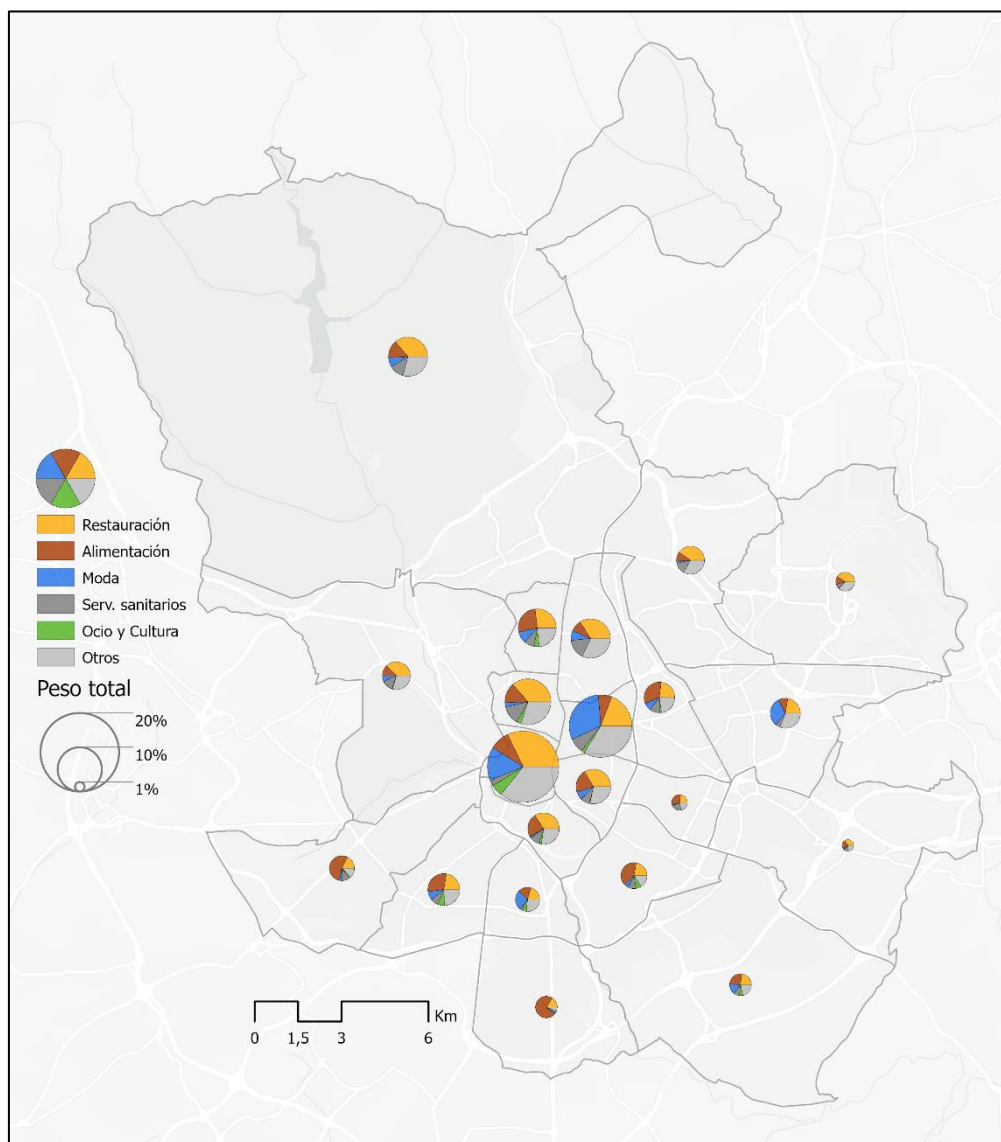 Restauración
Alimentación
Moda
Serv. sanitarios
Ocio y Cultura
Otros
Peso total
20%
10%
1%
Km
0 1,5 3 6